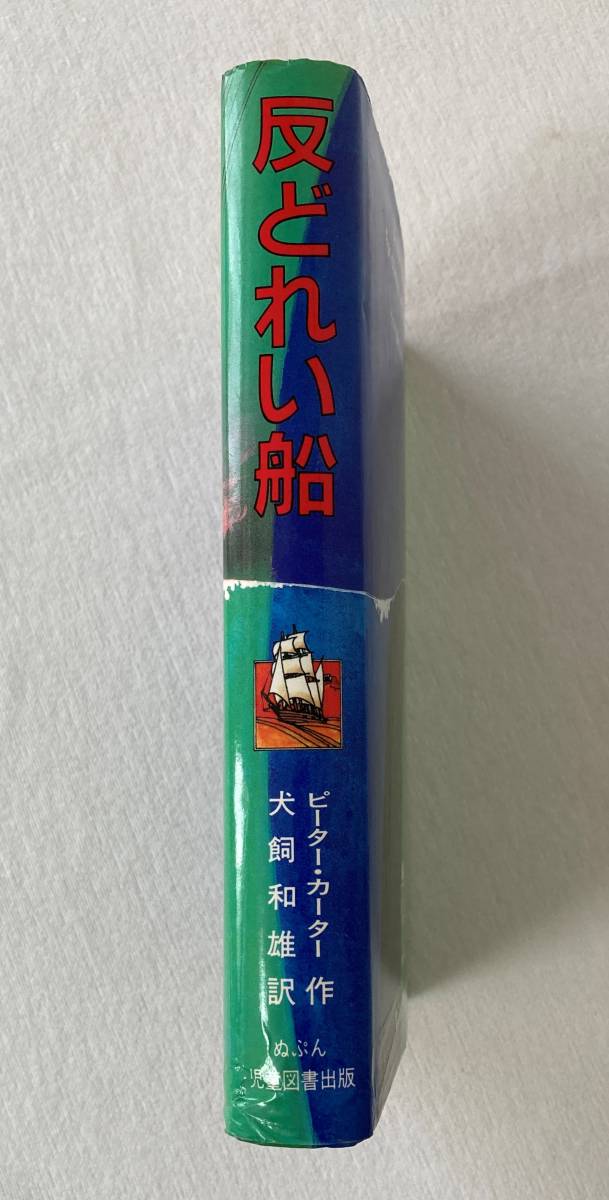 反どれい船
ピーター・カーター 作
犬飼和雄 訳
ぬぷん
児童図書出版